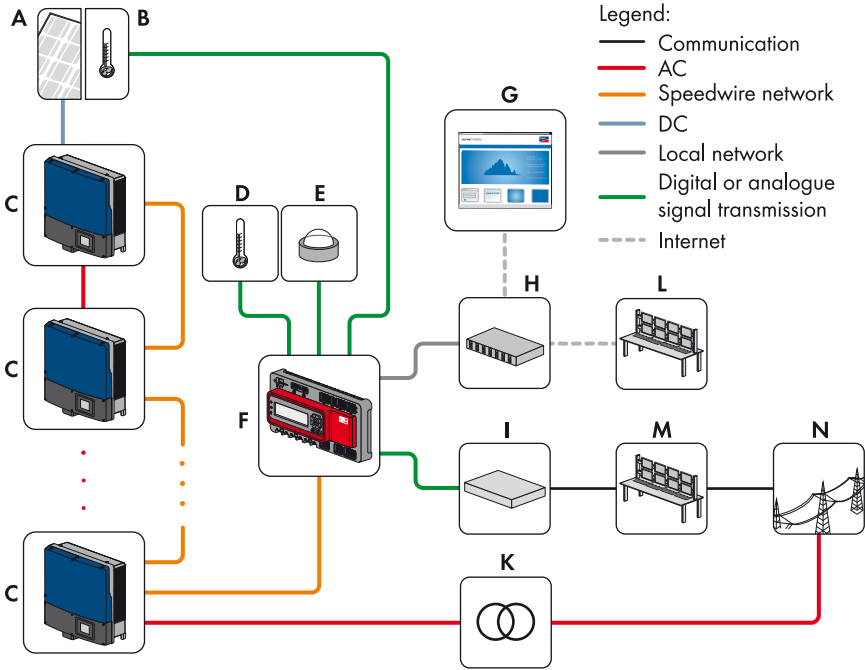 A
B
Legend:
Communication
AC
Speedwire network
DC
Local network
Digital or analogue
signal transmission
Internet
G
C
D
E
H
L
C
F
I
M
N
K
C